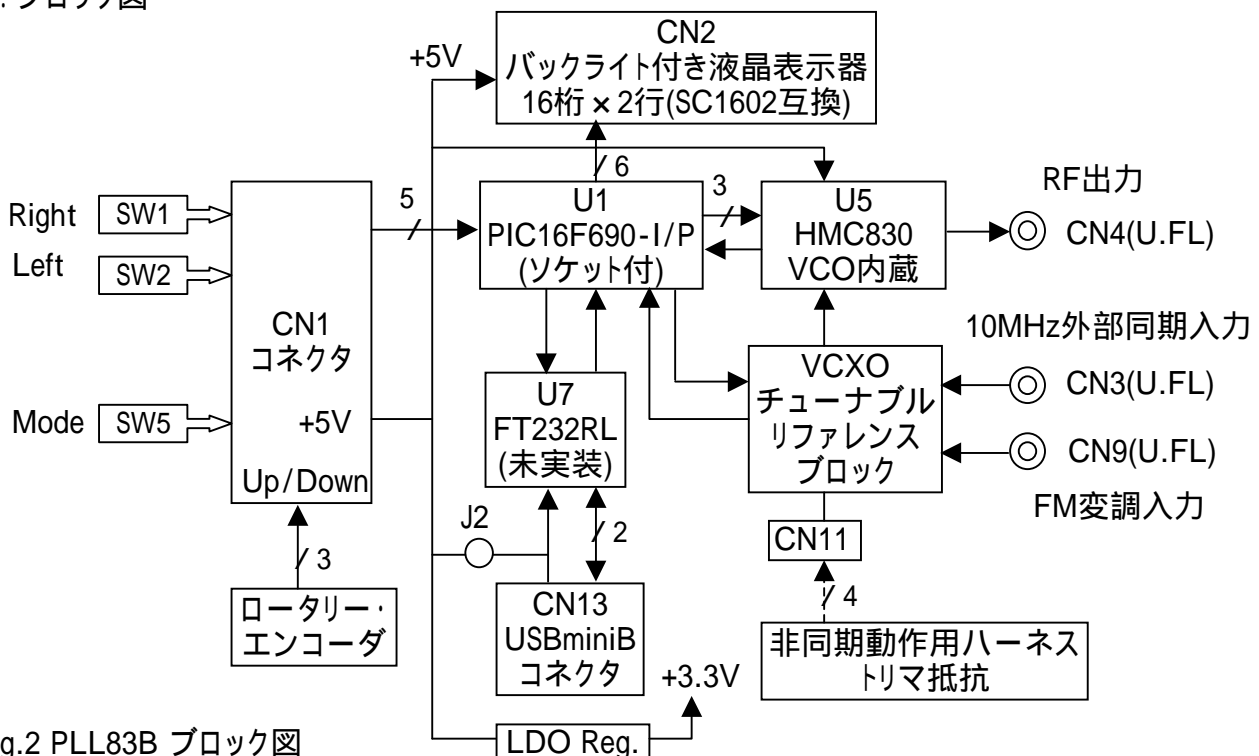 ブロック図
CN2
+5V
バックライト付き液晶表示器
16桁×2行(SC1602互換)
6
Right
SW1
Left
SW2
Mode
SW5
CN1
コネクタ
+5V
Up/Down
5
U1
PIC16F690-I/P
(ソケット付)
3
U5
HMC830
VCO内蔵
RF出力
CN4(U.FL)
10MHz外部同期入力
CN3(U.FL)
CN9(U.FL)
FM変調入力
VCXO
チューナブル
リファレンス
ブロック
U7
FT232RL
(未実装)
J2
2
3
ロータリー・
エンコーダ
CN13
USBminiB
コネクタ
CN11
4
非同期動作用ハーネス
トリマ抵抗
+3.3V
LDO Reg.
g.2 PLL83B ブロック図